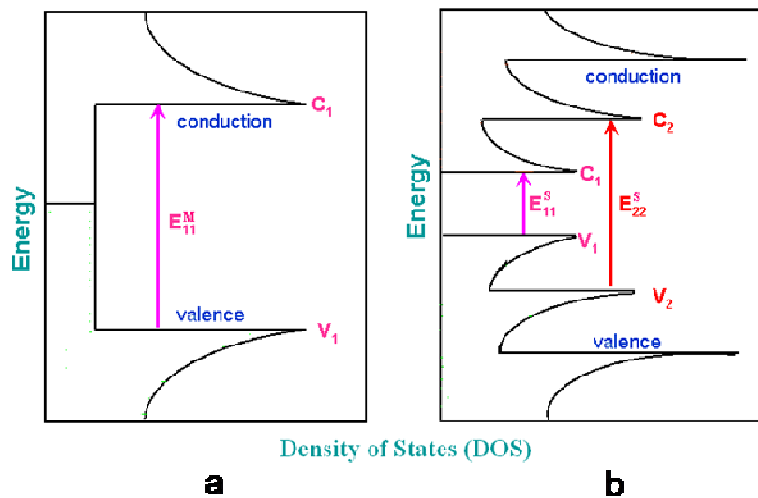 Energy
C₁
conduction
E₁₁ᴹ
valence
V₁
Energy
conduction
C₂
C₁
E₁₁ˢ
E₂₂ˢ
V₁
V₂
valence
Density of States (DOS)
a
b